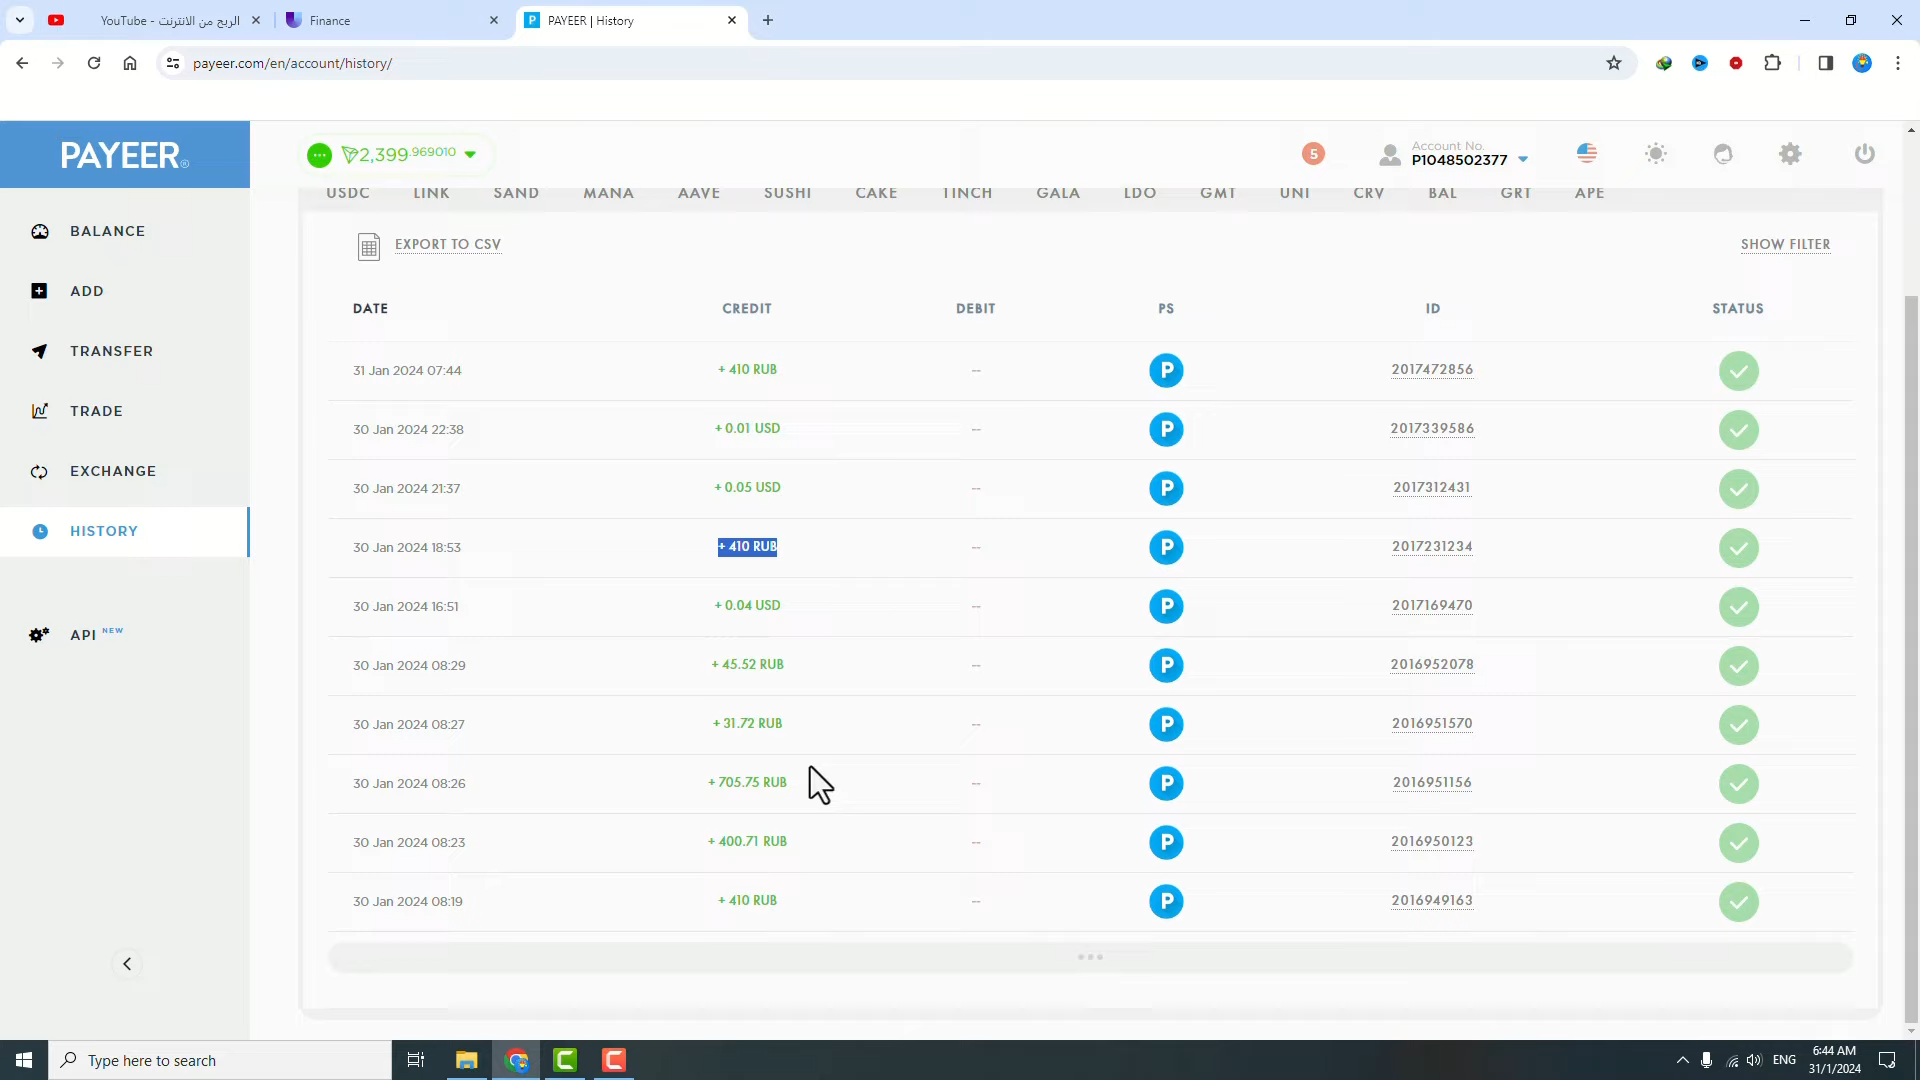 YouTube - الربح من الانترنت
Finance
PAYEER | History
payeer.com/en/account/history/
PAYEER®
2,399.969010
5
Account No.
P1048502377
USDC LINK SAND MANA AAVE SUSHI CAKE 1INCH GALA LDO GMT UNI CRV BAL GRT APE
BALANCE
ADD
TRANSFER
TRADE
EXCHANGE
HISTORY
API NEW
EXPORT TO CSV
SHOW FILTER
DATE CREDIT DEBIT PS ID STATUS
31 Jan 2024 07:44 + 410 RUB -- P 2017472856
30 Jan 2024 22:38 + 0.01 USD -- P 2017339586
30 Jan 2024 21:37 + 0.05 USD -- P 2017312431
30 Jan 2024 18:53 + 410 RUB -- P 2017231234
30 Jan 2024 16:51 + 0.04 USD -- P 2017169470
30 Jan 2024 08:29 + 45.52 RUB -- P 2016952078
30 Jan 2024 08:27 + 31.72 RUB -- P 2016951570
30 Jan 2024 08:26 + 705.75 RUB -- P 2016951156
30 Jan 2024 08:23 + 400.71 RUB -- P 2016950123
30 Jan 2024 08:19 + 410 RUB -- P 2016949163
Type here to search
ENG
6:44 AM
31/1/2024